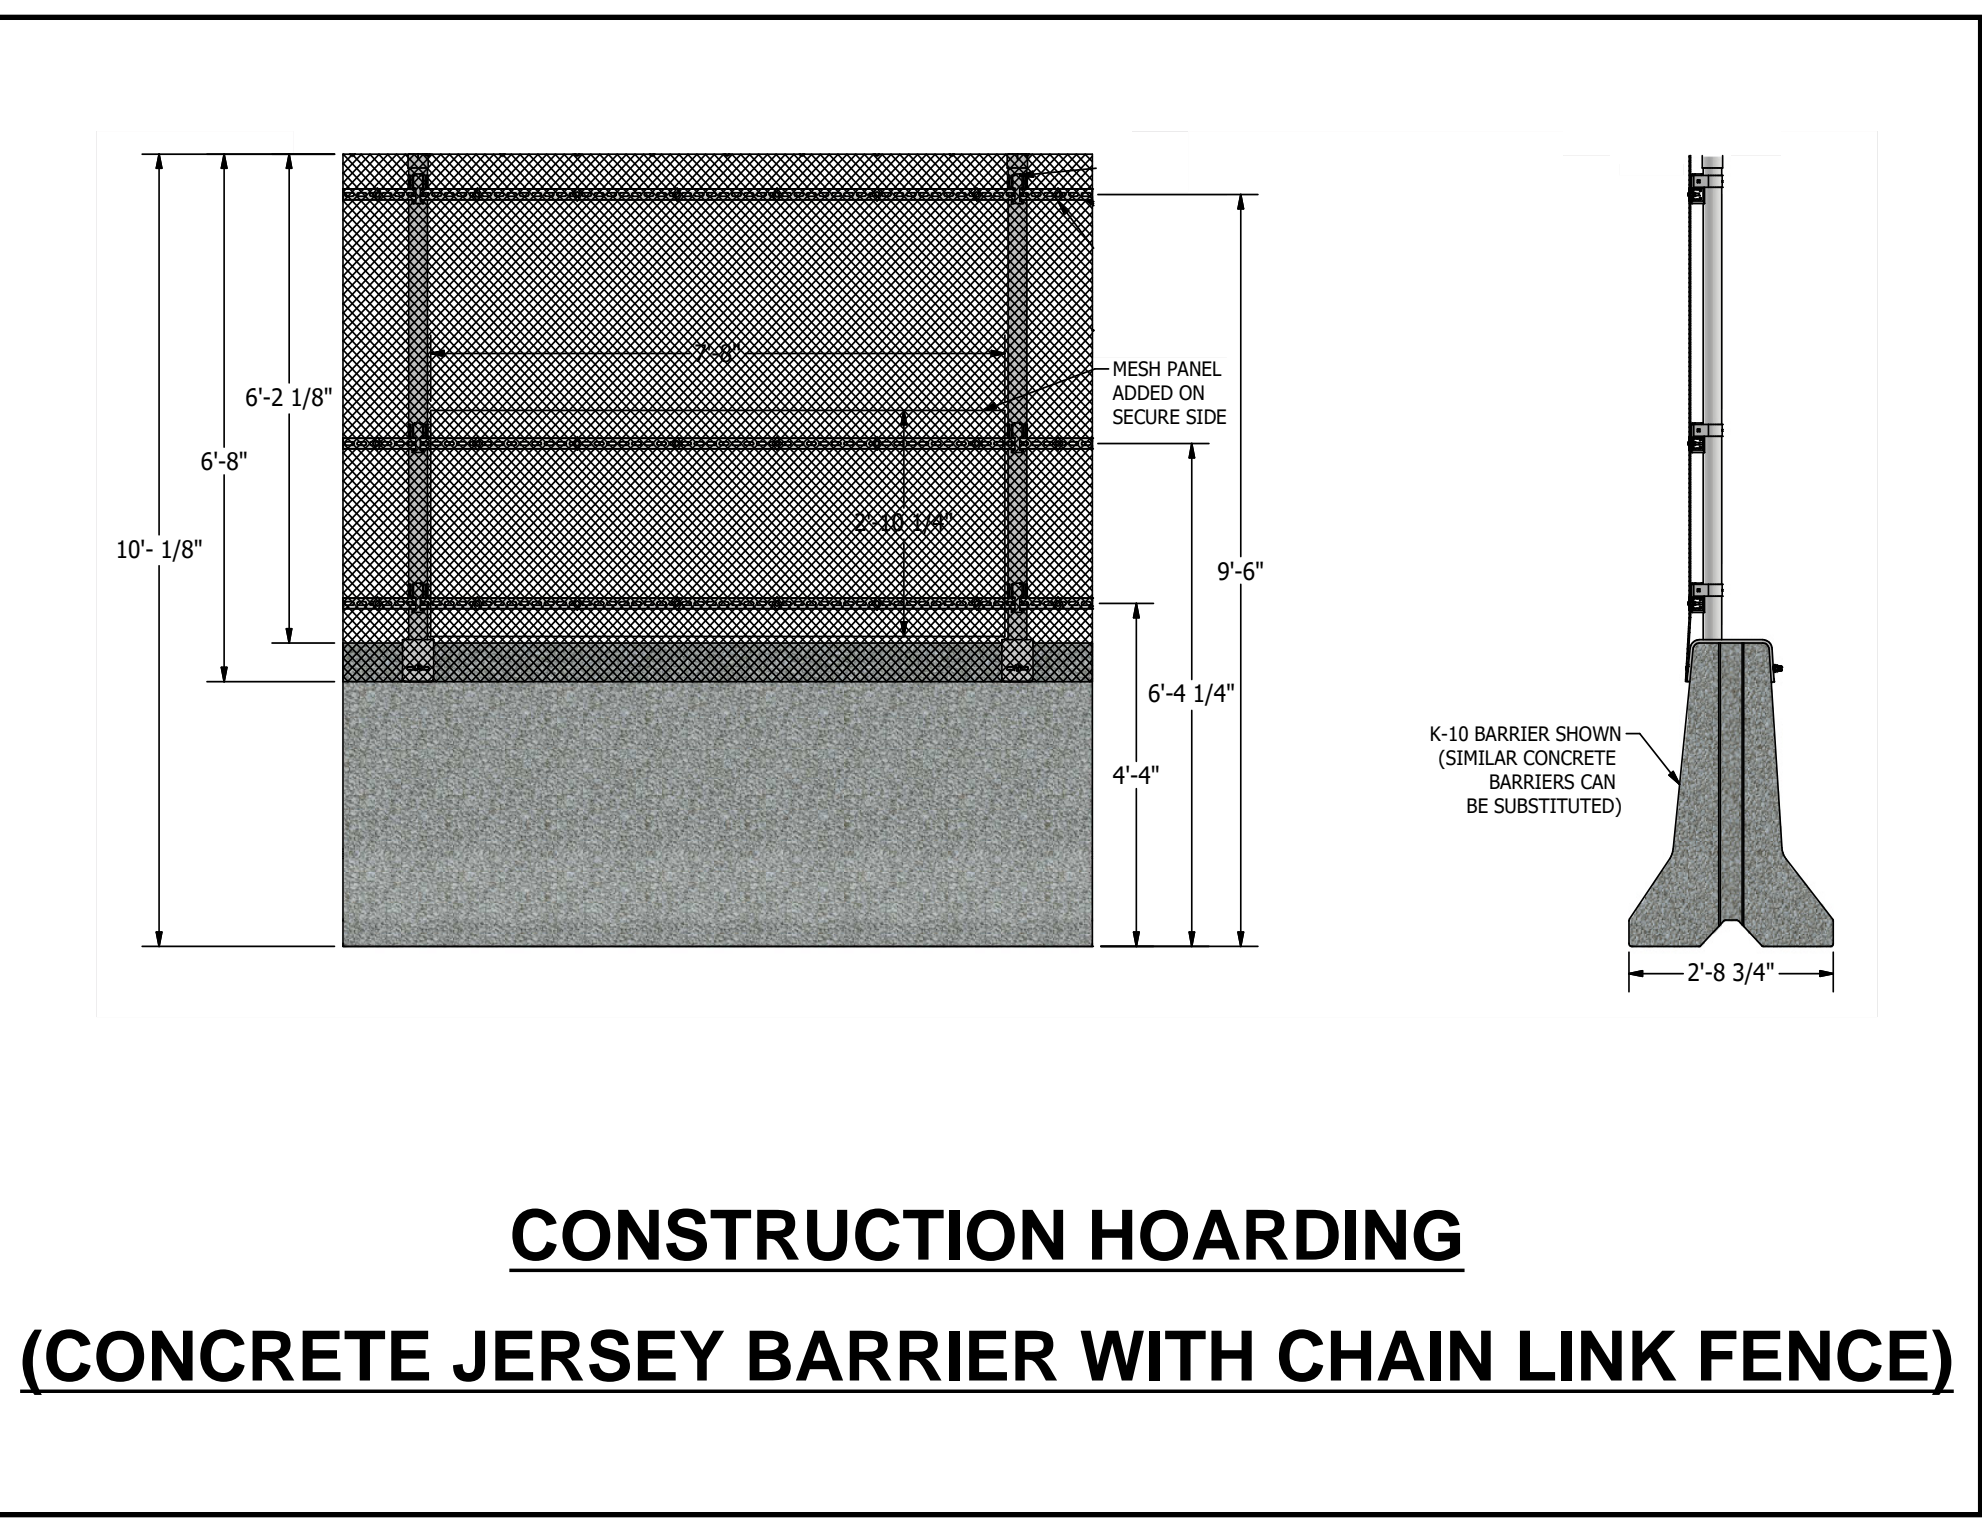 6'-2 1/8"
6'-8"
10'- 1/8"
7'-8"
2'-10 1/4"
MESH PANEL
ADDED ON
SECURE SIDE
9'-6"
6'-4 1/4"
4'-4"
K-10 BARRIER SHOWN
(SIMILAR CONCRETE
BARRIERS CAN
BE SUBSTITUTED)
2'-8 3/4"
CONSTRUCTION HOARDING
(CONCRETE JERSEY BARRIER WITH CHAIN LINK FENCE)